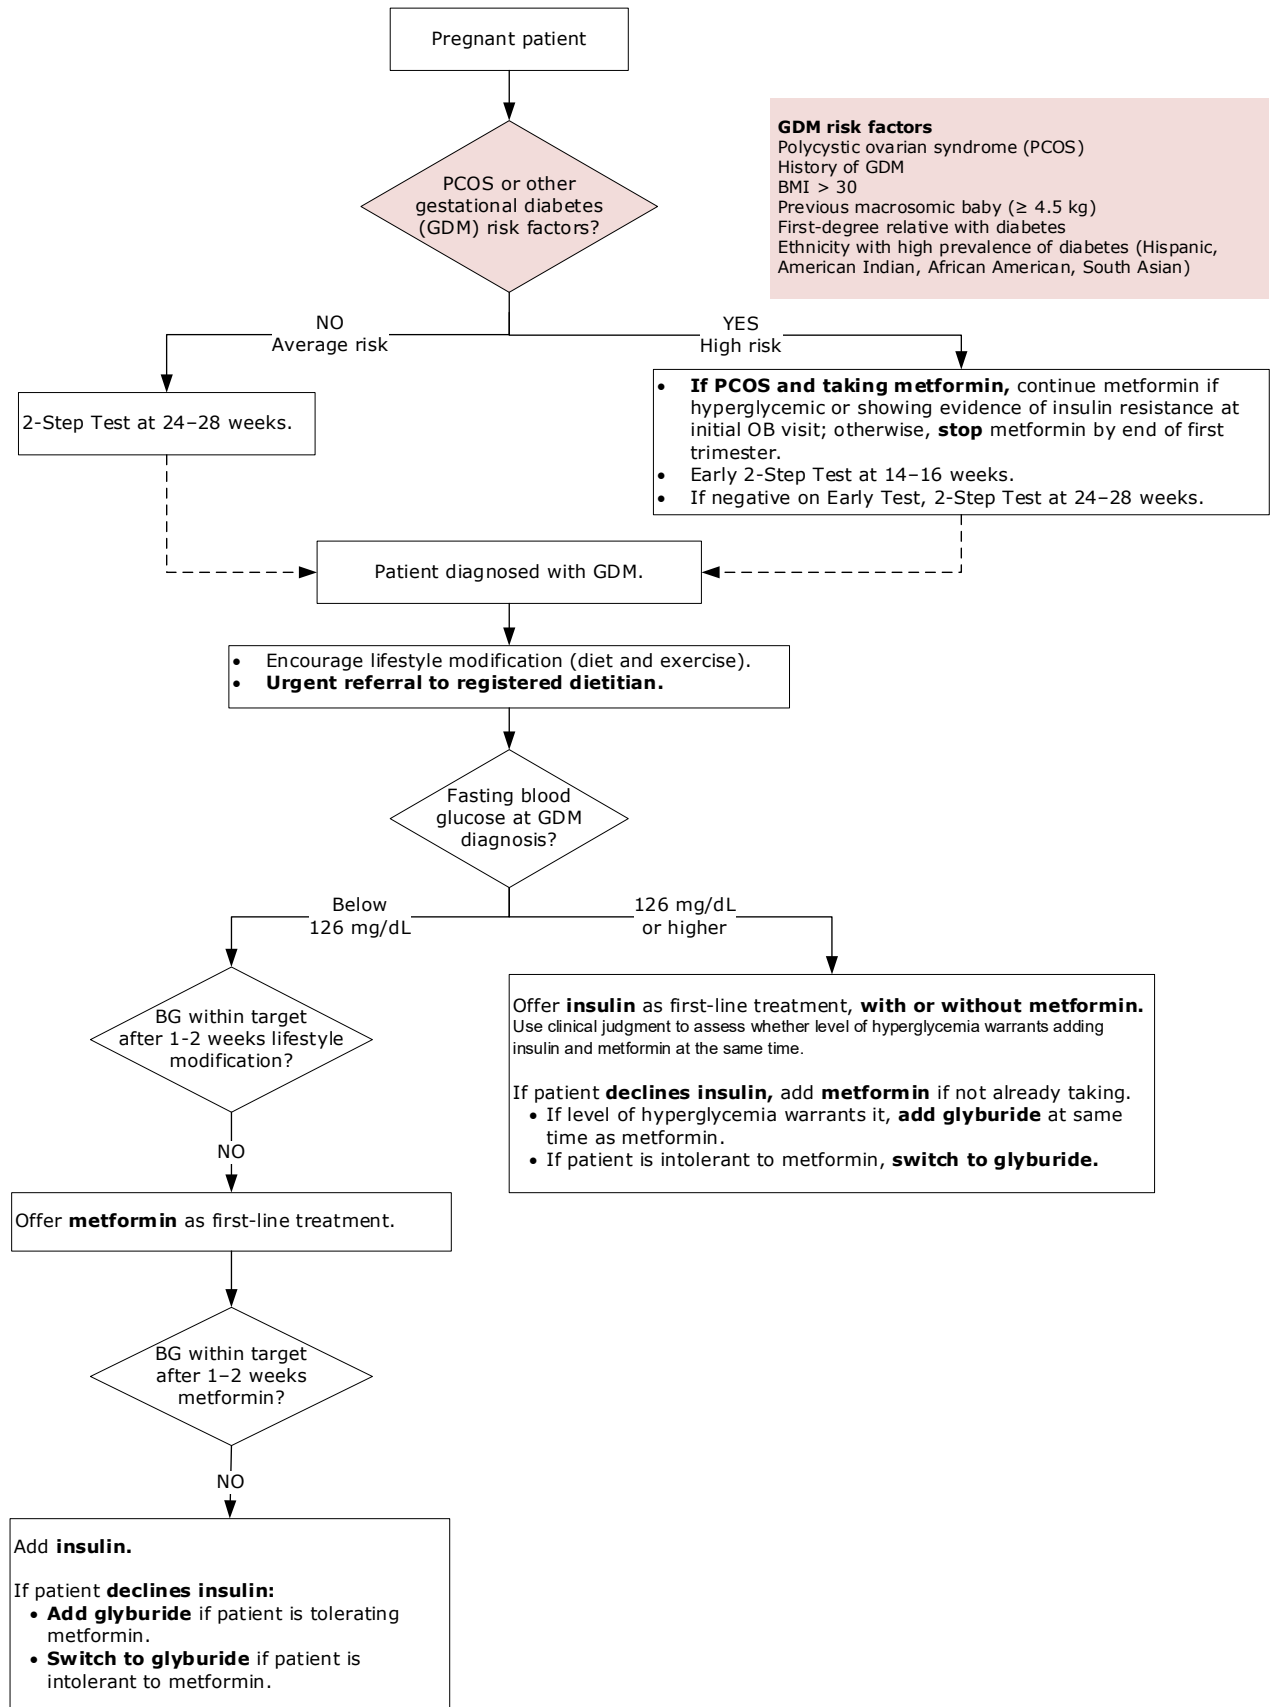 Pregnant patient
GDM risk factors
Polycystic ovarian syndrome (PCOS)
History of GDM
BMI > 30
Previous macrosomic baby (≥ 4.5 kg)
First-degree relative with diabetes
Ethnicity with high prevalence of diabetes (Hispanic,
American Indian, African American, South Asian)
PCOS or other
gestational diabetes
(GDM) risk factors?
NO
Average risk
YES
High risk
2-Step Test at 24–28 weeks.
• If PCOS and taking metformin, continue metformin if
hyperglycemic or showing evidence of insulin resistance at
initial OB visit; otherwise, stop metformin by end of first
trimester.
• Early 2-Step Test at 14–16 weeks.
• If negative on Early Test, 2-Step Test at 24–28 weeks.
Patient diagnosed with GDM.
• Encourage lifestyle modification (diet and exercise).
• Urgent referral to registered dietitian.
Fasting blood
glucose at GDM
diagnosis?
Below
126 mg/dL
126 mg/dL
or higher
BG within target
after 1-2 weeks lifestyle
modification?
Offer insulin as first-line treatment, with or without metformin.
Use clinical judgment to assess whether level of hyperglycemia warrants adding
insulin and metformin at the same time.
If patient declines insulin, add metformin if not already taking.
• If level of hyperglycemia warrants it, add glyburide at same
time as metformin.
• If patient is intolerant to metformin, switch to glyburide.
NO
Offer metformin as first-line treatment.
BG within target
after 1–2 weeks
metformin?
NO
Add insulin.
If patient declines insulin:
• Add glyburide if patient is tolerating
metformin.
• Switch to glyburide if patient is
intolerant to metformin.